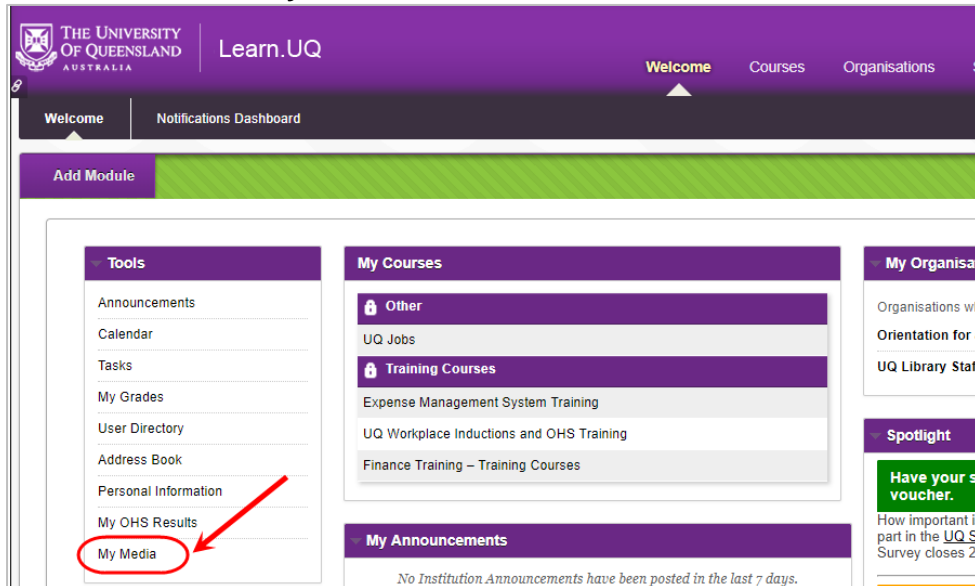 THE UNIVERSITY
OF QUEENSLAND
AUSTRALIA
Learn.UQ
Welcome
Courses
Organisations
Welcome
Notifications Dashboard
Add Module
Tools
Announcements
Calendar
Tasks
My Grades
User Directory
Address Book
Personal Information
My OHS Results
My Media
My Courses
Other
UQ Jobs
Training Courses
Expense Management System Training
UQ Workplace Inductions and OHS Training
Finance Training – Training Courses
My Announcements
No Institution Announcements have been posted in the last 7 days.
My Organisa
Organisations w
Orientation for
UQ Library Staf
Spotlight
Have your s
voucher.
How important i
part in the UQ S
Survey closes 2